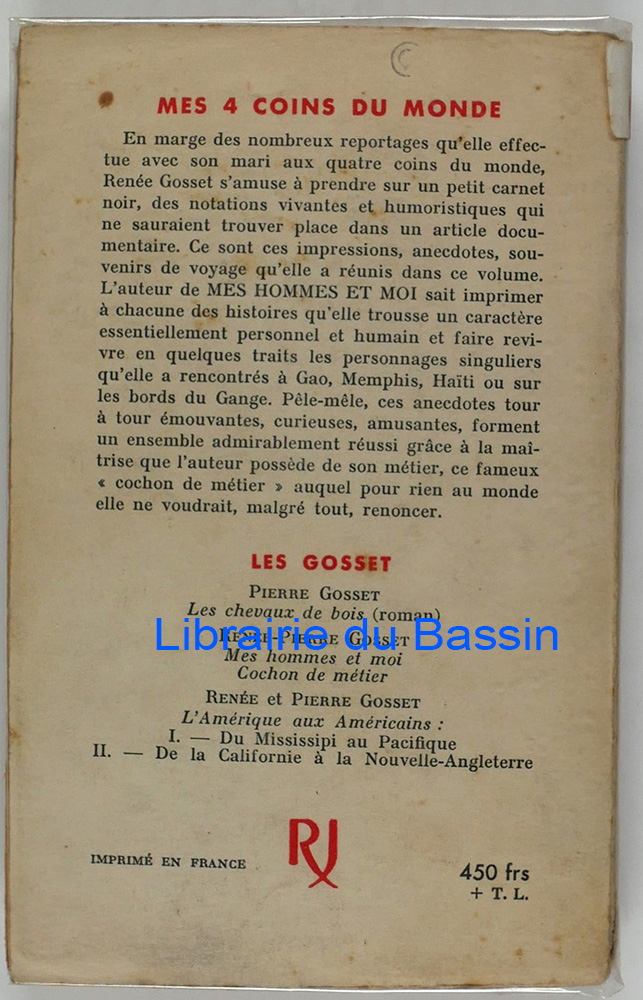 MES 4 COINS DU MONDE
En marge des nombreux reportages qu'elle effec-
tue avec son mari aux quatre coins du monde,
Renée Gosset s'amuse à prendre sur un petit carnet
noir, des notations vivantes et humoristiques qui
ne sauraient trouver place dans un article docu-
mentaire. Ce sont ces impressions, anecdotes, sou-
venirs de voyage qu'elle a réunis dans ce volume.
L'auteur de MES HOMMES ET MOI sait imprimer
à chacune des histoires qu'elle trousse un caractère
essentiellement personnel et humain et faire revi-
vre en quelques traits les personnages singuliers
qu'elle a rencontrés à Gao, Memphis, Haïti ou sur
les bords du Gange. Pêle-mêle, ces anecdotes tour
à tour émouvantes, curieuses, amusantes, forment
un ensemble admirablement réussi grâce à la maî-
trise que l'auteur possède de son métier, ce fameux
« cochon de métier » auquel pour rien au monde
elle ne voudrait, malgré tout, renoncer.
LES GOSSET
PIERRE GOSSET
Les chevaux de bois (roman)
Librairie du Bassin
RENÉE-PIERRE GOSSET
Mes hommes et moi
Cochon de métier
RENÉE et PIERRE GOSSET
L'Amérique aux Américains :
I. — Du Mississipi au Pacifique
II. — De la Californie à la Nouvelle-Angleterre
RJ
IMPRIMÉ EN FRANCE
450 frs
+ T. L.